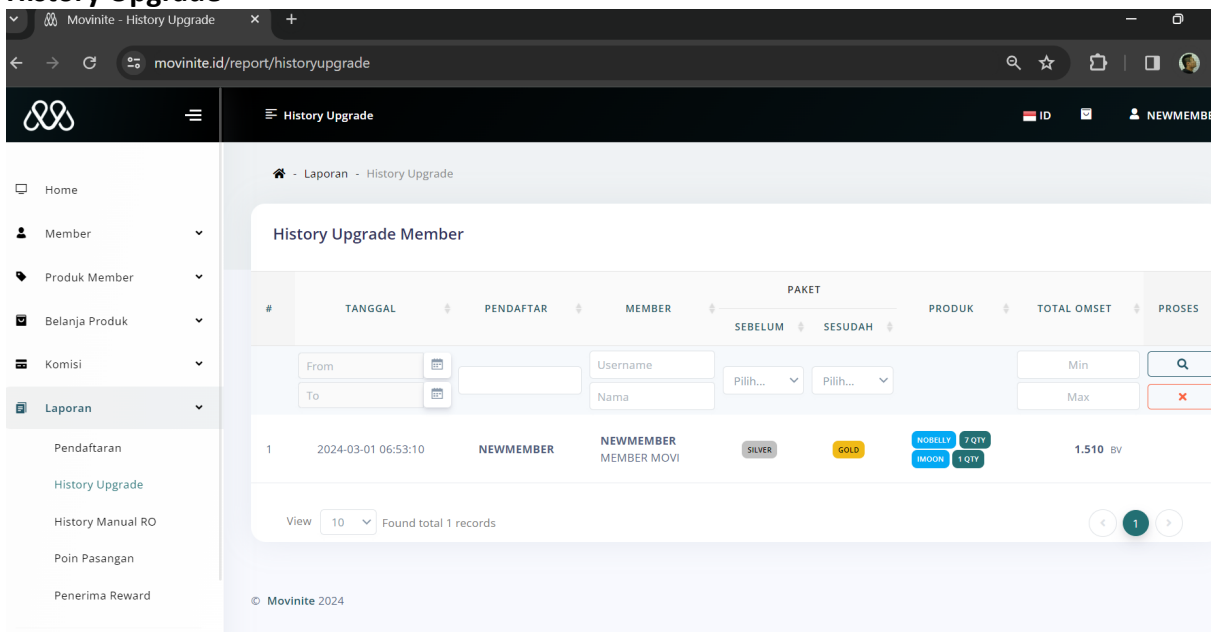 Movinite - History Upgrade
movinite.id/report/historyupgrade
History Upgrade
ID
NEWMEMBE
- Laporan - History Upgrade
Home
Member
Produk Member
Belanja Produk
Komisi
Laporan
Pendaftaran
History Upgrade
History Manual RO
Poin Pasangan
Penerima Reward
History Upgrade Member
PAKET
# TANGGAL PENDAFTAR MEMBER PRODUK TOTAL OMSET PROSES
SEBELUM SESUDAH
From Username Min
Pilih... Pilih...
To Nama Max
1 2024-03-01 06:53:10 NEWMEMBER NEWMEMBER SILVER GOLD NOBELLY 7 QTY 1.510 BV
MEMBER MOVI IMOON 1 QTY
View 10 Found total 1 records
1
© Movinite 2024